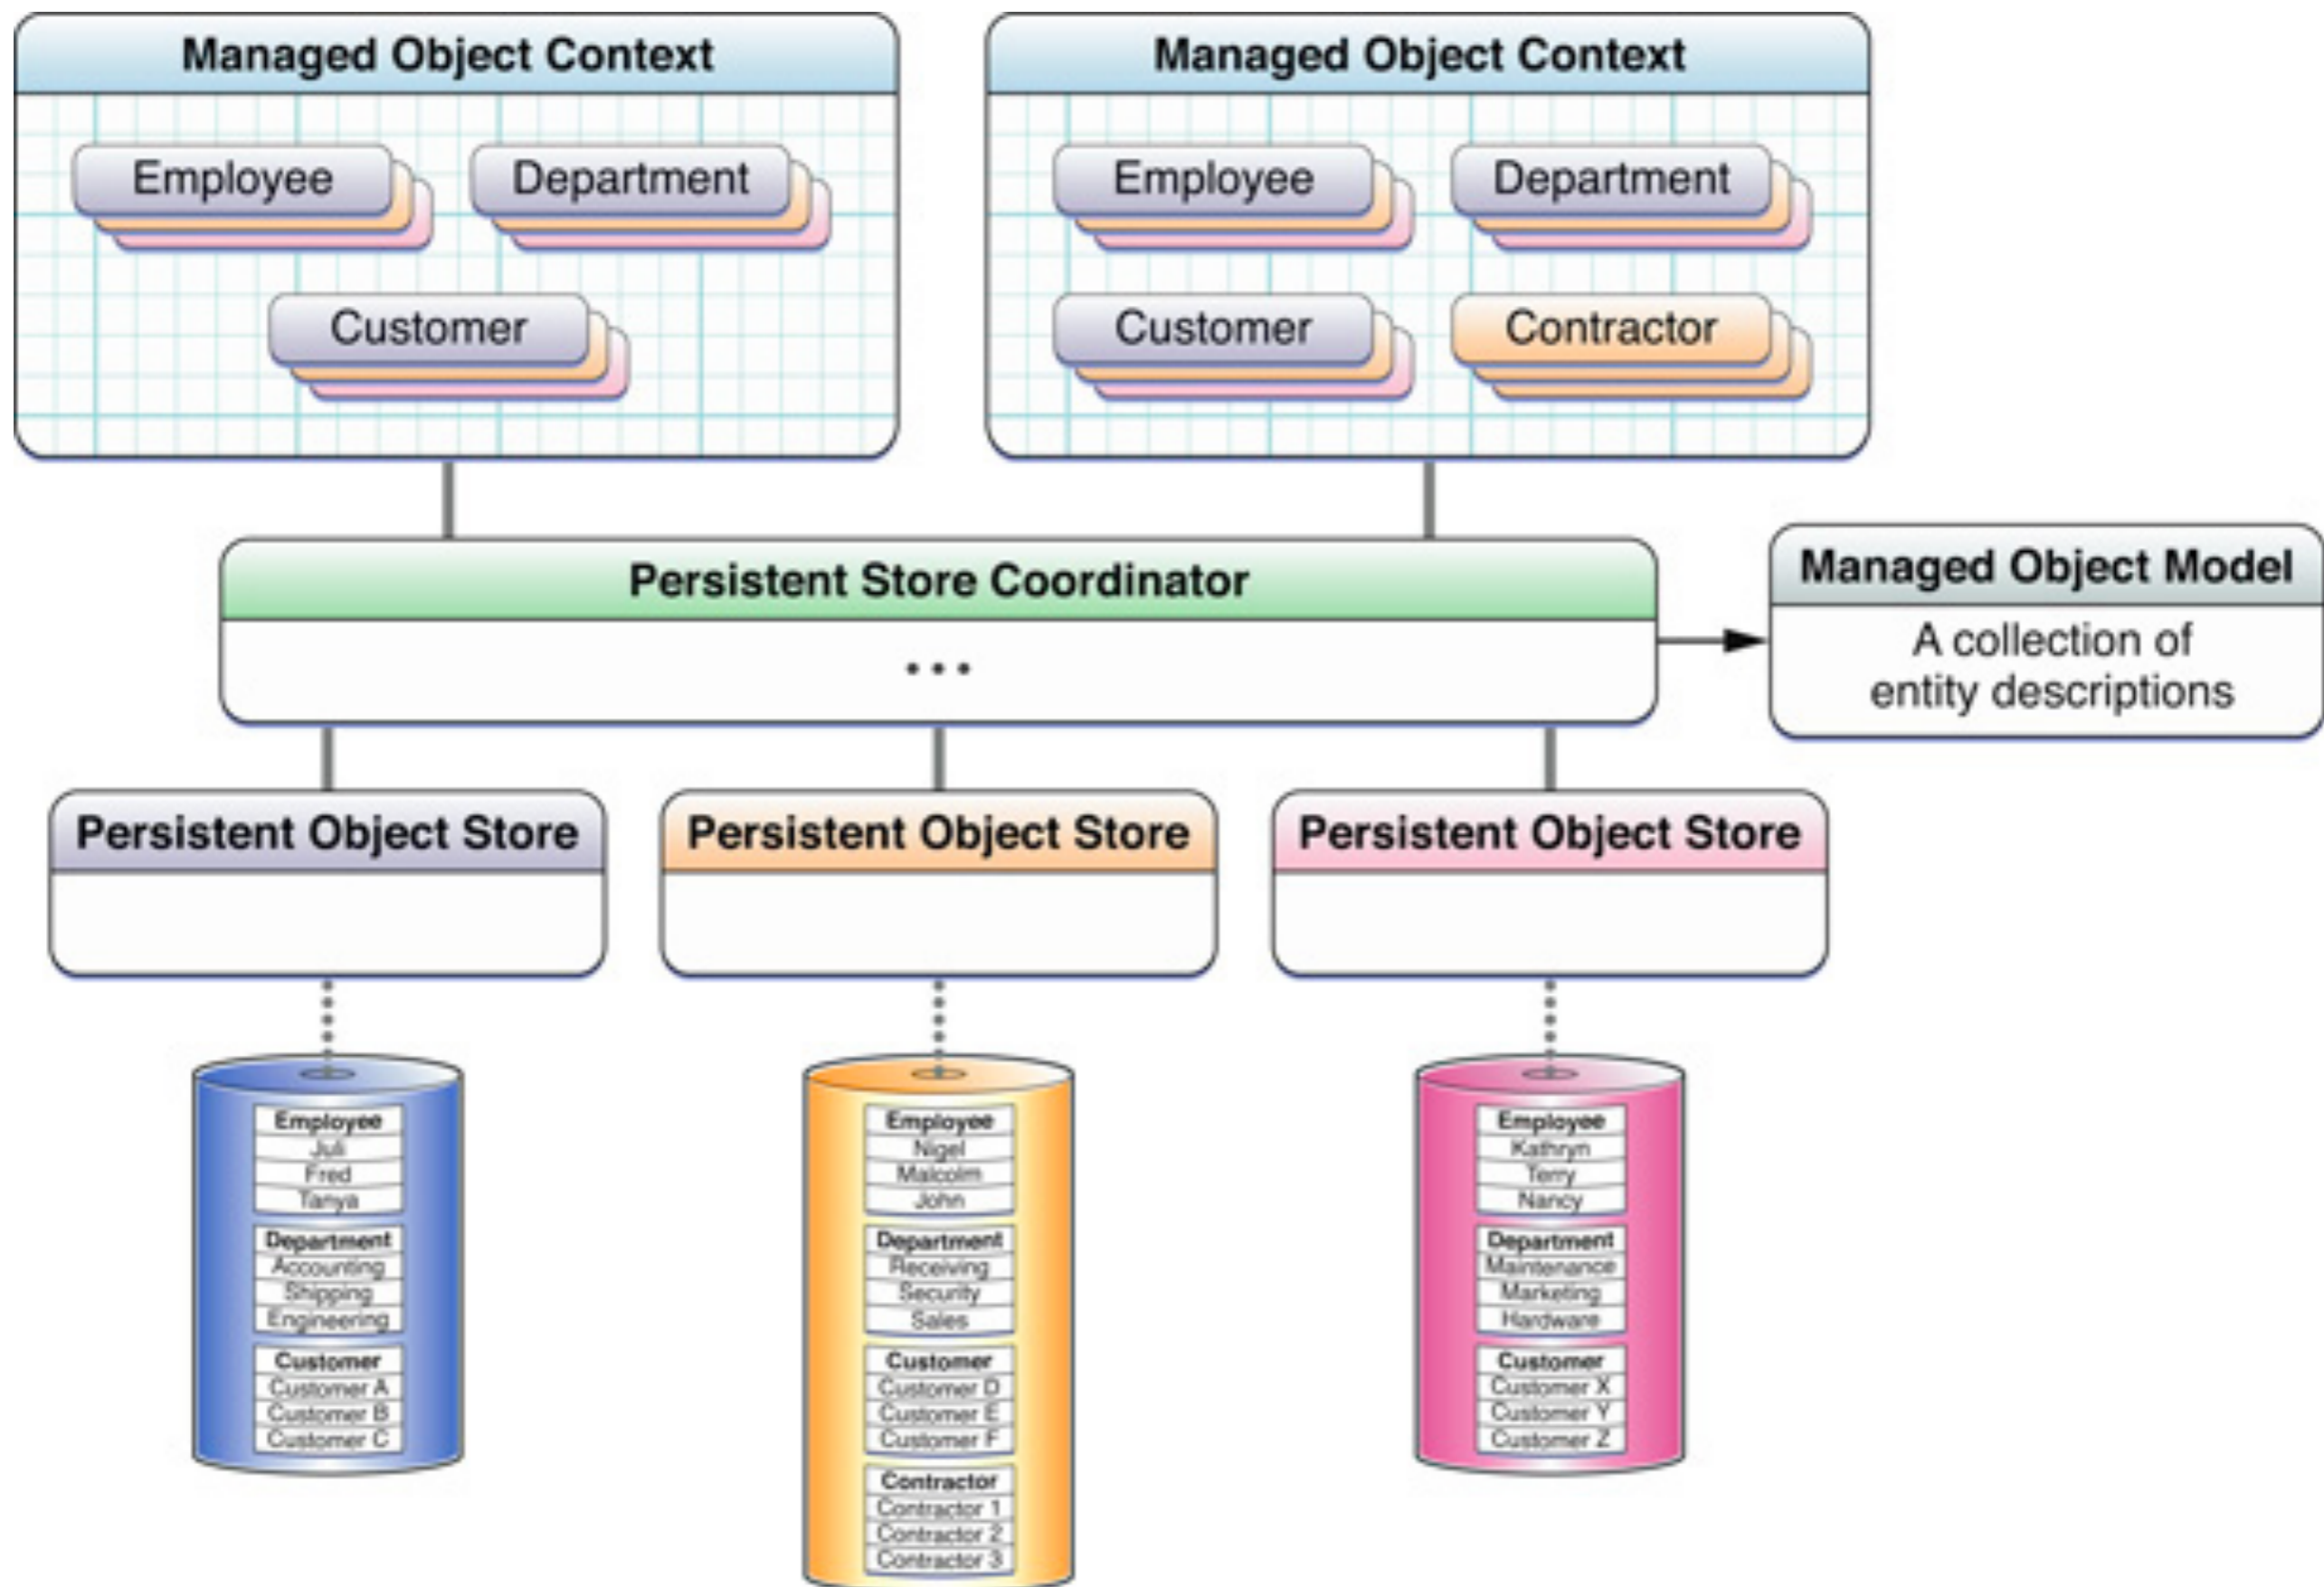 Managed Object Context
Employee
Department
Customer
Managed Object Context
Employee
Department
Customer
Contractor
Persistent Store Coordinator
...
Managed Object Model
A collection of
entity descriptions
Persistent Object Store
Persistent Object Store
Persistent Object Store
Employee
Juli
Fred
Tanya
Department
Accounting
Shipping
Engineering
Customer
Customer A
Customer B
Customer C
Employee
Nigel
Malcolm
John
Department
Receiving
Security
Sales
Customer
Customer D
Customer E
Customer F
Contractor
Contractor 1
Contractor 2
Contractor 3
Employee
Kathryn
Terry
Nancy
Department
Maintenance
Marketing
Hardware
Customer
Customer X
Customer Y
Customer Z